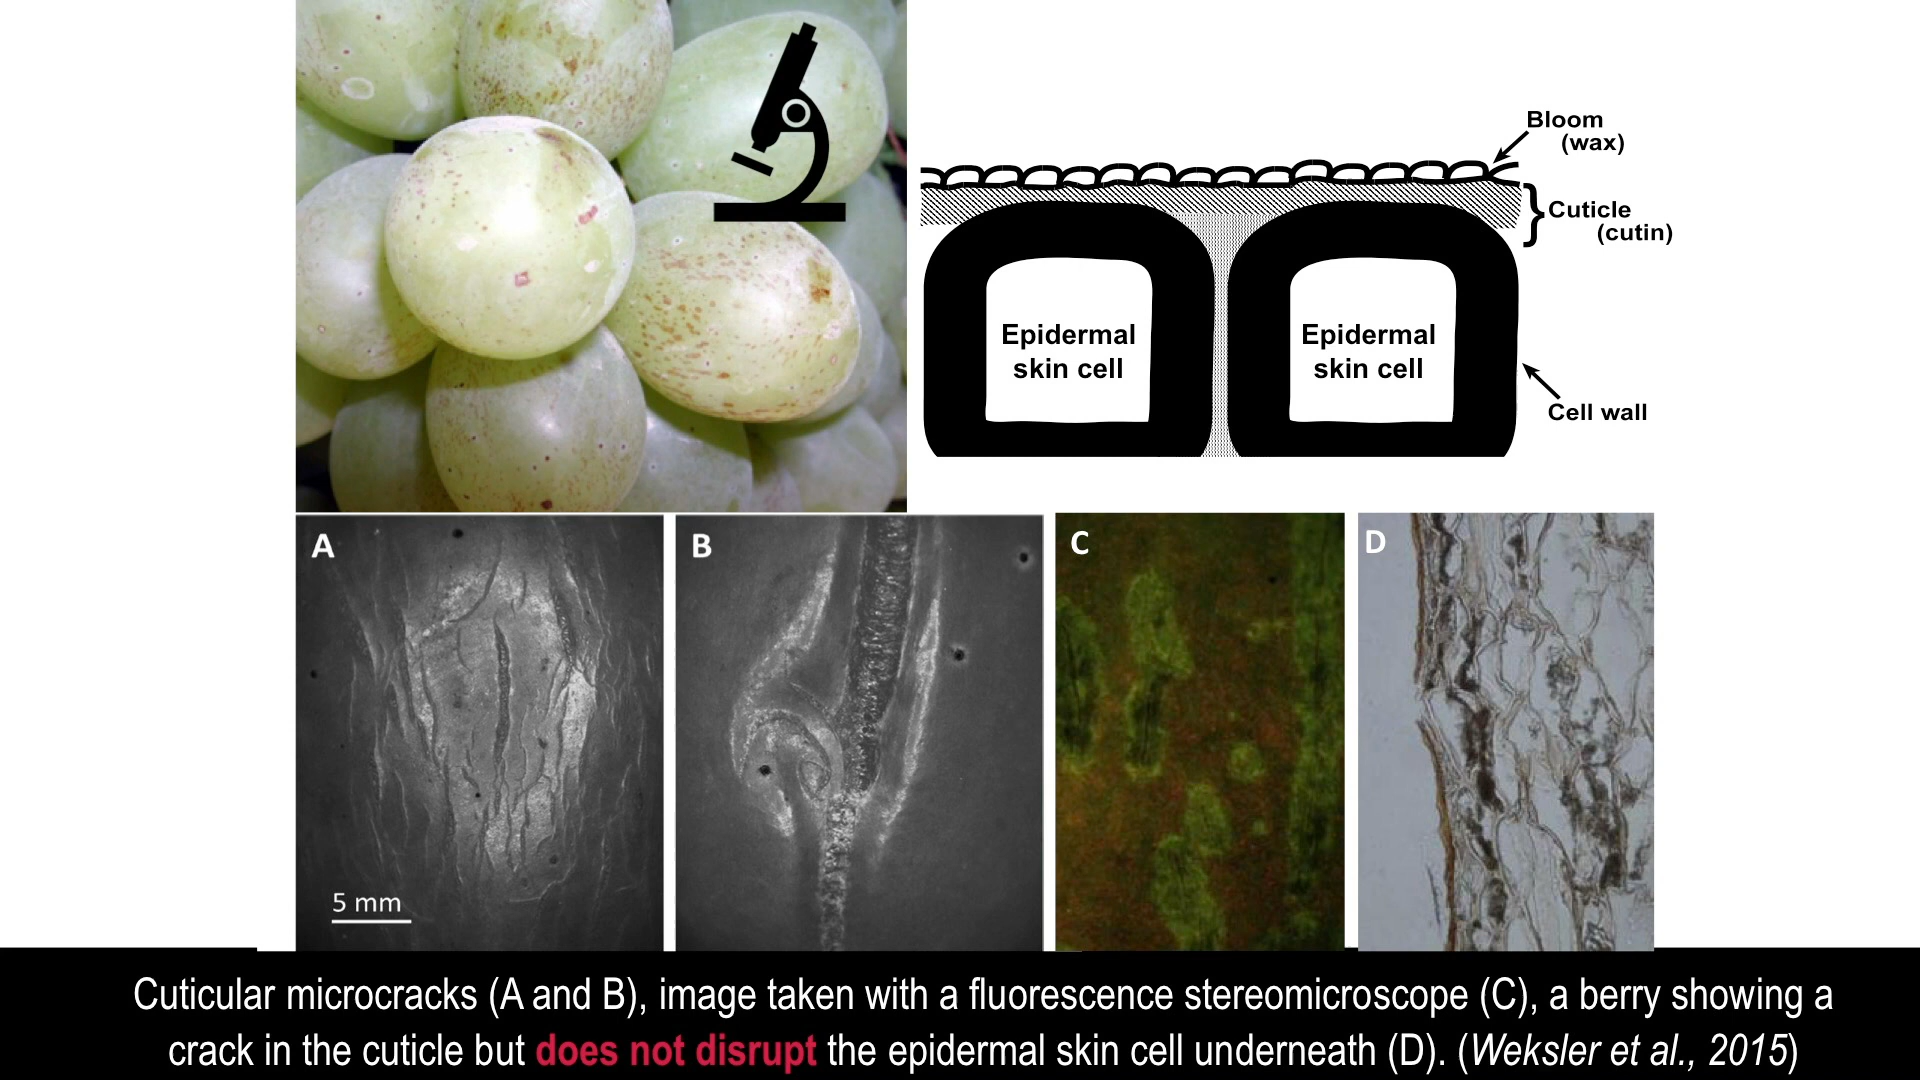 Bloom
(wax)
Cuticle
(cutin)
Epidermal
skin cell
Epidermal
skin cell
Cell wall
A
B
C
D
5 mm
Cuticular microcracks (A and B), image taken with a fluorescence stereomicroscope (C), a berry showing a
crack in the cuticle but does not disrupt the epidermal skin cell underneath (D). (Weksler et al., 2015)